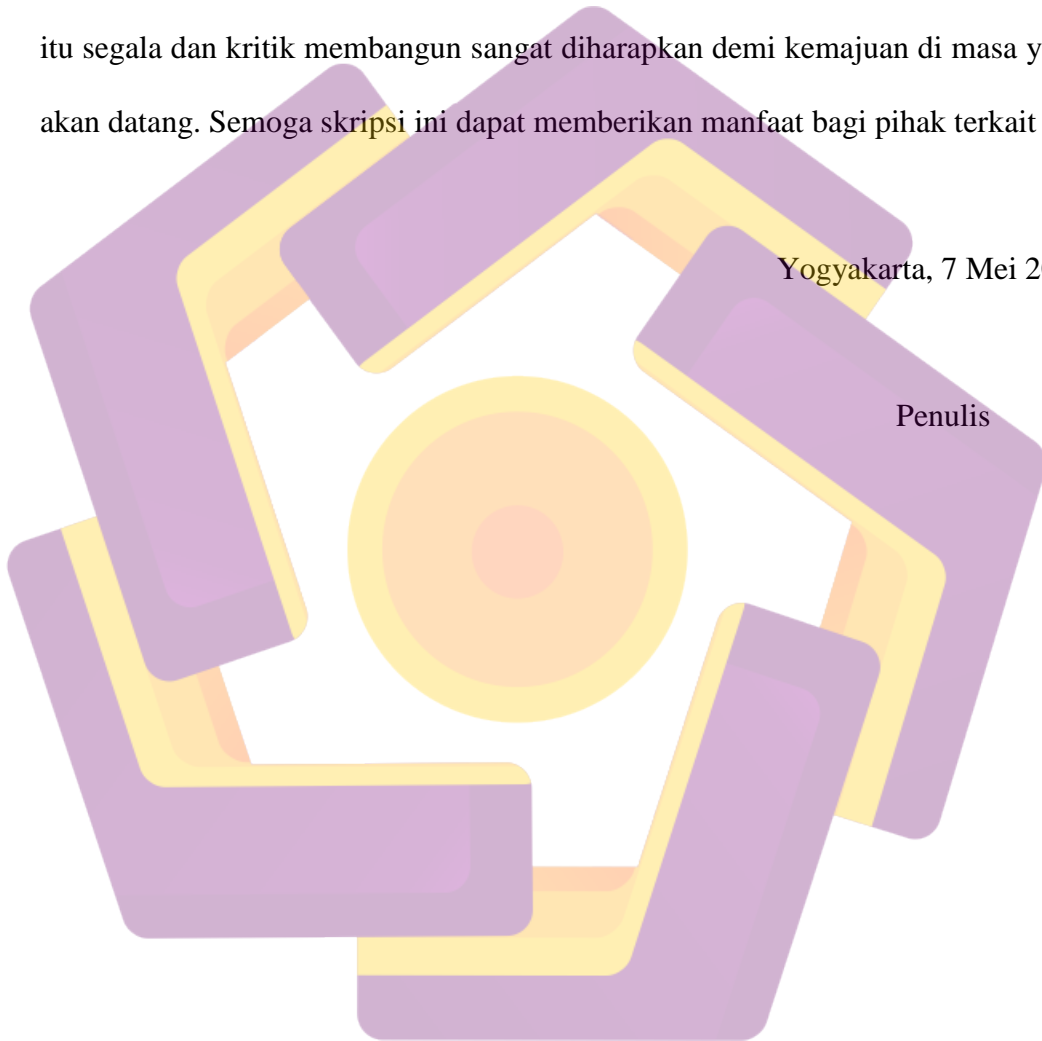 itu segala dan kritik membangun sangat diharapkan demi kemajuan di masa y
akan datang. Semoga skripsi ini dapat memberikan manfaat bagi pihak terkait
Yogyakarta, 7 Mei 20
Penulis